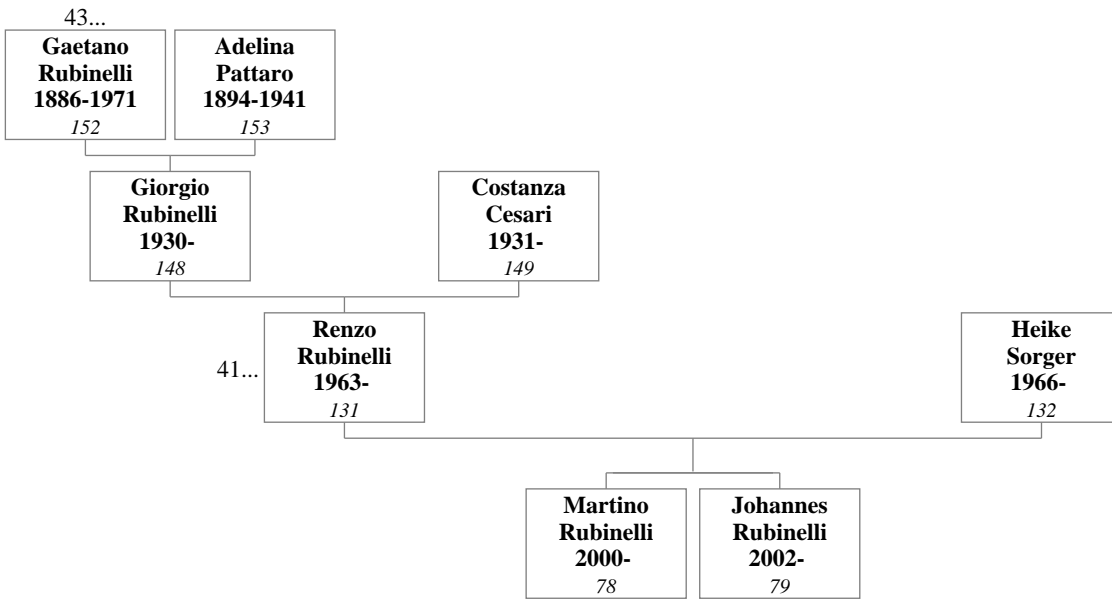 43...
Gaetano
Rubinelli
1886-1971
152
Adelina
Pattaro
1894-1941
153
Giorgio
Rubinelli
1930-
148
Costanza
Cesari
1931-
149
41...
Renzo
Rubinelli
1963-
131
Heike
Sorger
1966-
132
Martino
Rubinelli
2000-
78
Johannes
Rubinelli
2002-
79